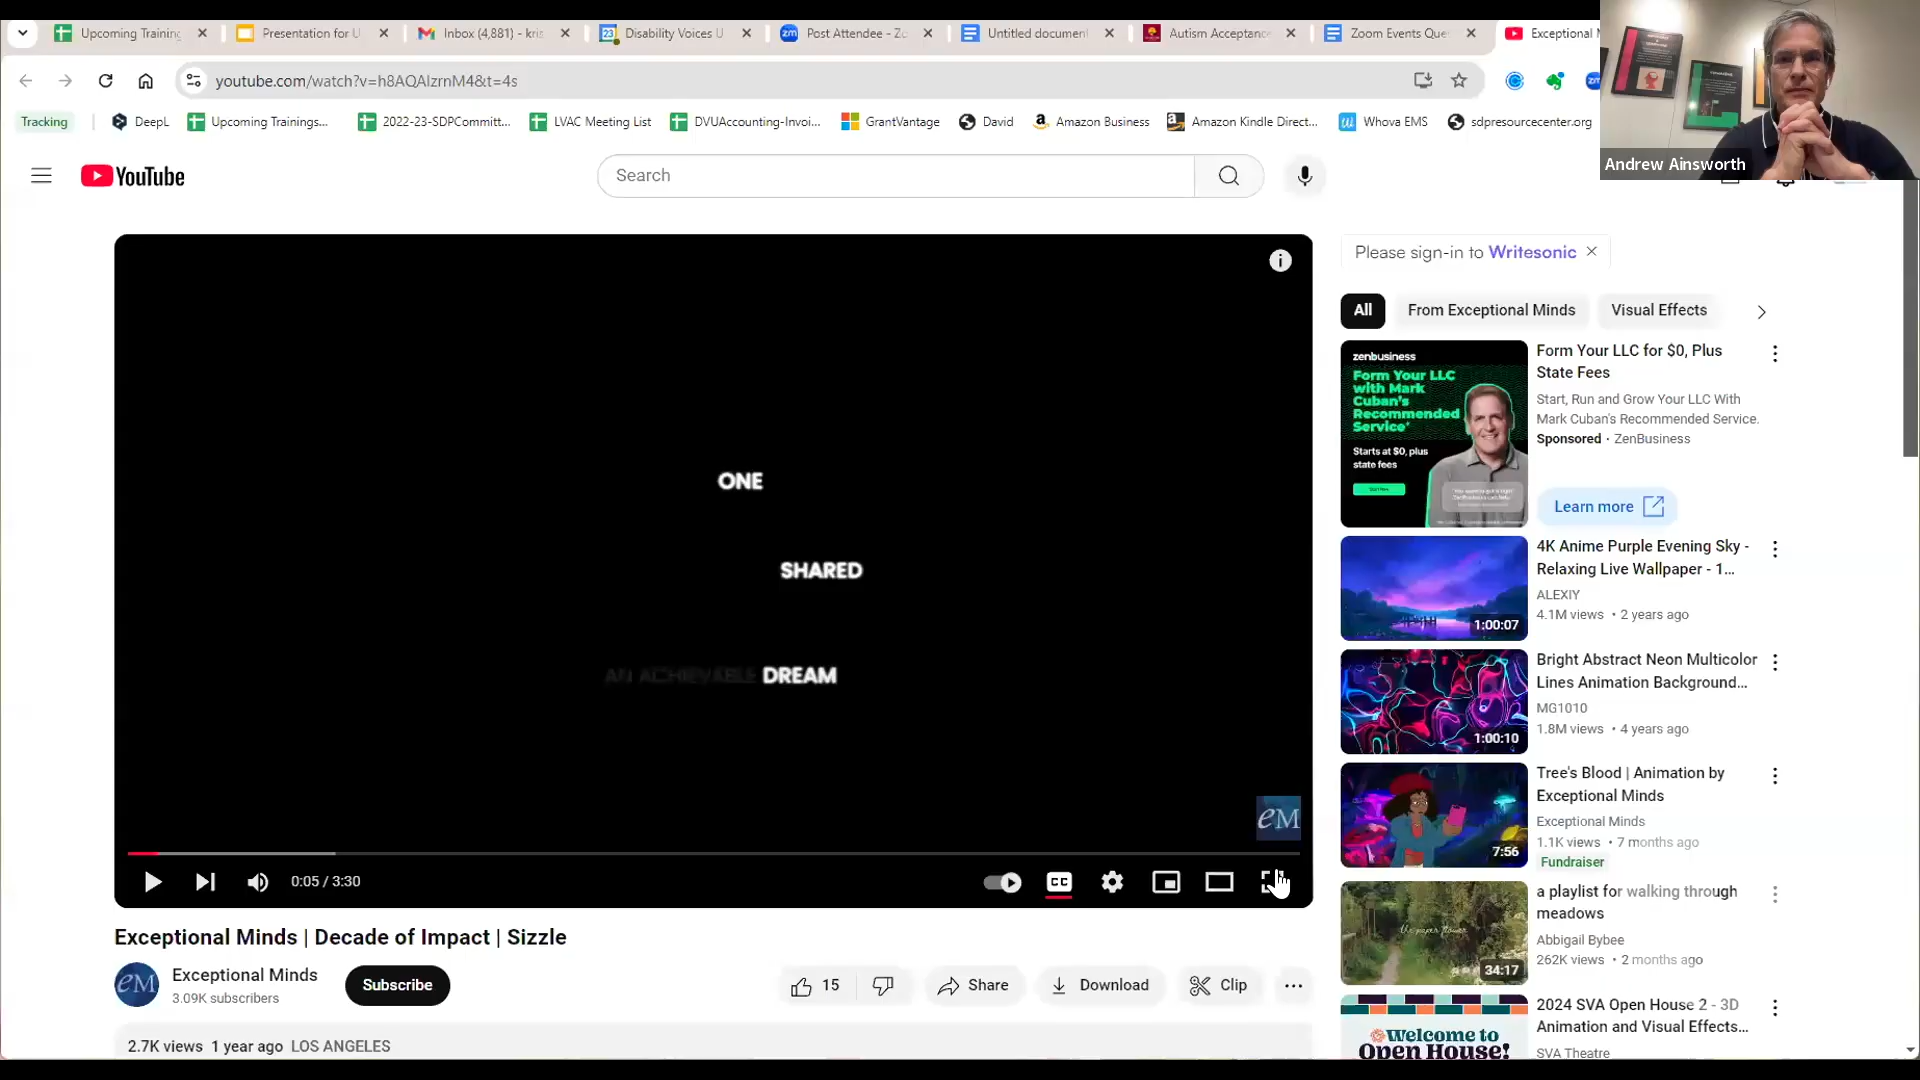 Upcoming Training
Presentation for U
Inbox (4,881) - kris
Disability Voices U
Post Attendee - Zo
Untitled document
Autism Acceptance
Zoom Events Que
Exceptional
youtube.com/watch?v=h8AQAlzrnM4&t=4s
Tracking
DeepL
Upcoming Trainings...
2022-23-SDPCommitt...
LVAC Meeting List
DVUAccounting-Invoi...
GrantVantage
David
Amazon Business
Amazon Kindle Direct...
Whova EMS
sdpresourcecenter.org
Andrew Ainsworth
YouTube
Search
Please sign-in to Writesonic
ONE
SHARED
AN ACHIEVABLE DREAM
eM
0:05 / 3:30
CC
Exceptional Minds | Decade of Impact | Sizzle
eM
Exceptional Minds
3.09K subscribers
Subscribe
15
Share
Download
Clip
2.7K views 1 year ago LOS ANGELES
All
From Exceptional Minds
Visual Effects
zenbusiness
Form Your LLC
with Mark
Cuban's
Recommended
Service*
Starts at $0, plus
state fees
Form Your LLC for $0, Plus
State Fees
Start, Run and Grow Your LLC With
Mark Cuban's Recommended Service.
Sponsored · ZenBusiness
Learn more
1:00:07
4K Anime Purple Evening Sky -
Relaxing Live Wallpaper - 1...
ALEXIY
4.1M views • 2 years ago
1:00:10
Bright Abstract Neon Multicolor
Lines Animation Background...
MG1010
1.8M views • 4 years ago
7:56
Tree's Blood | Animation by
Exceptional Minds
Exceptional Minds
1.1K views • 7 months ago
Fundraiser
the paper flower
34:17
a playlist for walking through
meadows
Abbigail Bybee
262K views • 2 months ago
Welcome to
Open House!
2024 SVA Open House 2 - 3D
Animation and Visual Effects...
SVA Theatre